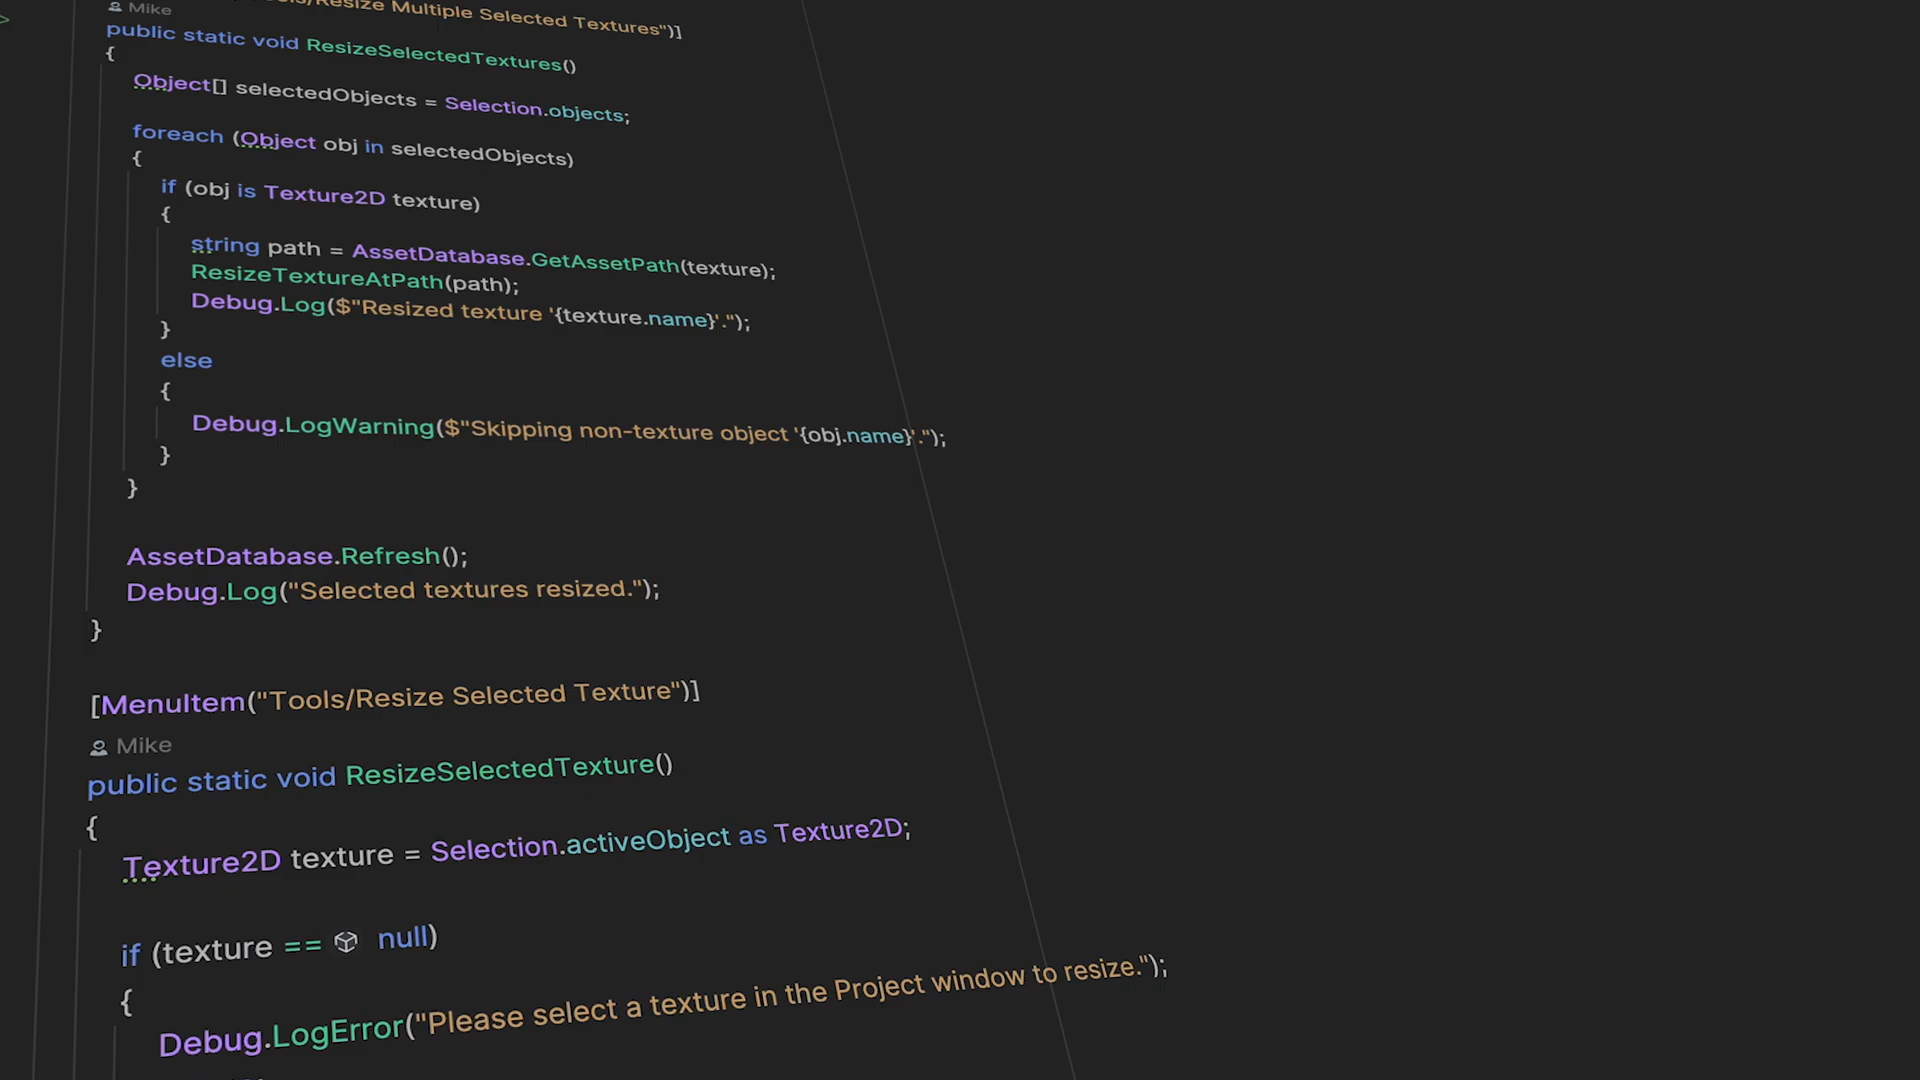 Resize Multiple Selected Textures")]
Mike
public static void ResizeSelectedTextures()
{
Object[] selectedObjects = Selection.objects;
foreach (Object obj in selectedObjects)
{
if (obj is Texture2D texture)
{
string path = AssetDatabase.GetAssetPath(texture);
ResizeTextureAtPath(path);
Debug.Log($"Resized texture '{texture.name}'.");
}
else
{
Debug.LogWarning($"Skipping non-texture object '{obj.name}'.");
}
}
AssetDatabase.Refresh();
Debug.Log("Selected textures resized.");
}
[MenuItem("Tools/Resize Selected Texture")]
Mike
public static void ResizeSelectedTexture()
{
Texture2D texture = Selection.activeObject as Texture2D;
if (texture == null)
{
Debug.LogError("Please select a texture in the Project window to resize.");